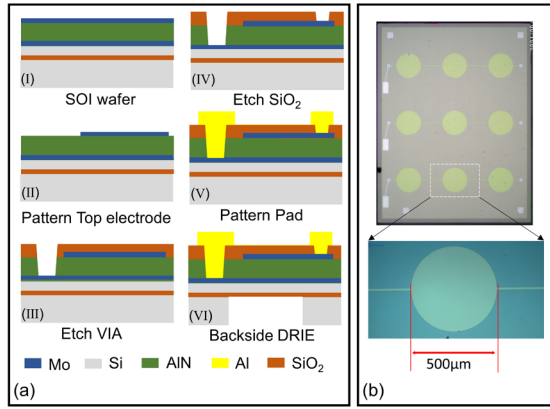 (I)
SOI wafer
(II)
Pattern Top electrode
(III)
Etch VIA
(IV)
Etch SiO₂
(V)
Pattern Pad
(VI)
Backside DRIE
Mo Si AlN Al SiO₂
(a)
500μm
(b)